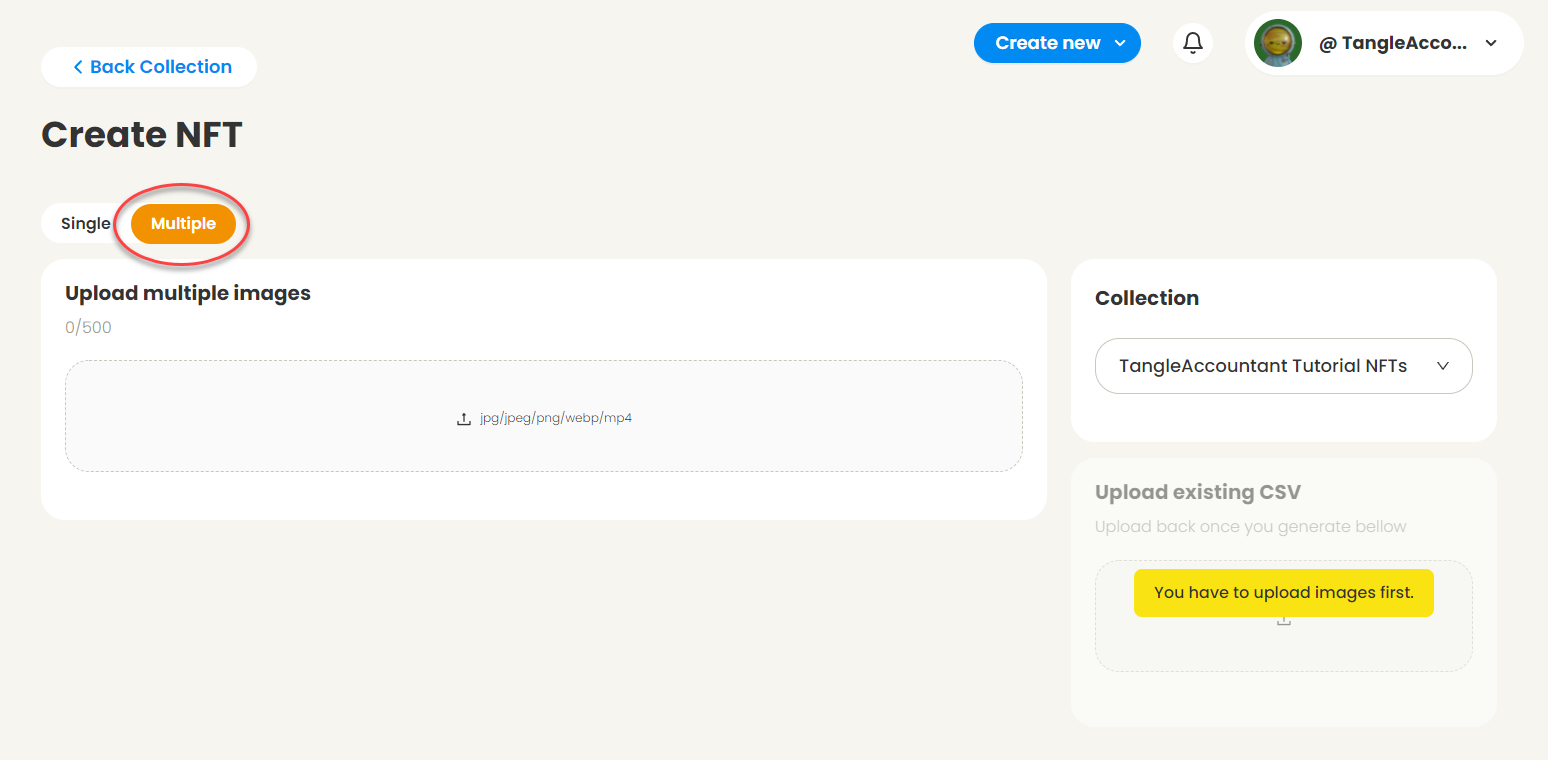 Create new
@ TangleAcco...
Back Collection
Create NFT
Single
Multiple
Upload multiple images
0/500
jpg/jpeg/png/webp/mp4
Collection
TangleAccountant Tutorial NFTs
Upload existing CSV
Upload back once you generate bellow
You have to upload images first.